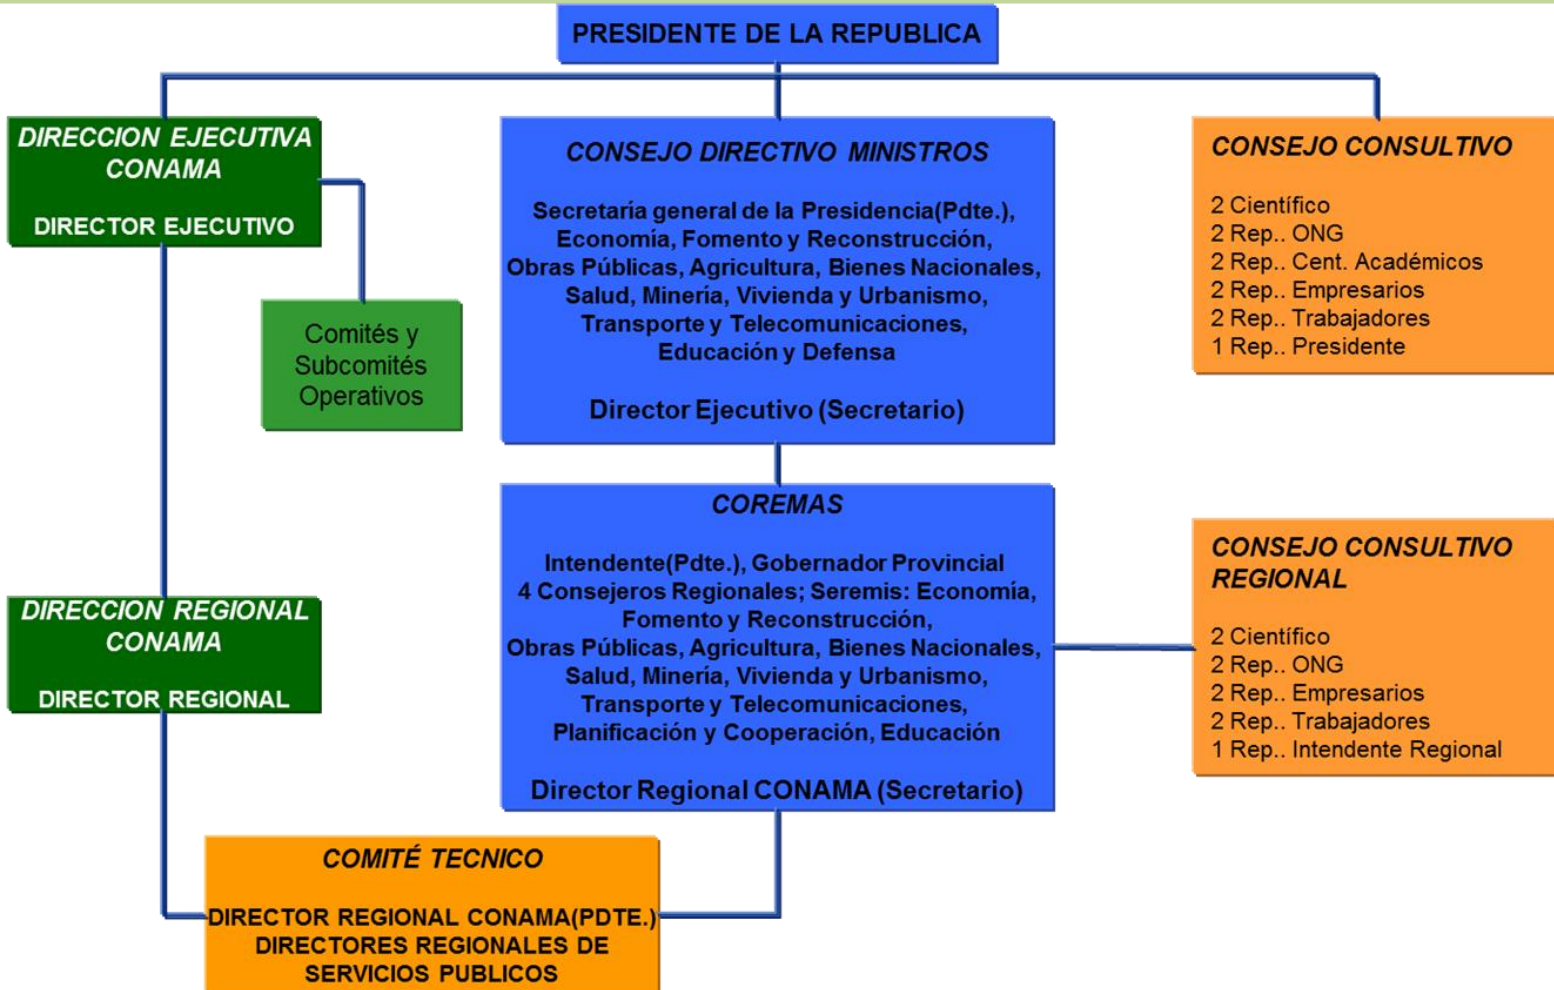 PRESIDENTE DE LA REPUBLICA
DIRECCION EJECUTIVA
CONAMA
DIRECTOR EJECUTIVO
Comités y
Subcomités
Operativos
CONSEJO DIRECTIVO MINISTROS
Secretaría general de la Presidencia(Pdte.),
Economía, Fomento y Reconstrucción,
Obras Públicas, Agricultura, Bienes Nacionales,
Salud, Minería, Vivienda y Urbanismo,
Transporte y Telecomunicaciones,
Educación y Defensa
Director Ejecutivo (Secretario)
CONSEJO CONSULTIVO
2 Científico
2 Rep.. ONG
2 Rep.. Cent. Académicos
2 Rep.. Empresarios
2 Rep.. Trabajadores
1 Rep.. Presidente
DIRECCION REGIONAL
CONAMA
DIRECTOR REGIONAL
COREMAS
Intendente(Pdte.), Gobernador Provincial
4 Consejeros Regionales; Seremis: Economía,
Fomento y Reconstrucción,
Obras Públicas, Agricultura, Bienes Nacionales,
Salud, Minería, Vivienda y Urbanismo,
Transporte y Telecomunicaciones,
Planificación y Cooperación, Educación
Director Regional CONAMA (Secretario)
CONSEJO CONSULTIVO
REGIONAL
2 Científico
2 Rep.. ONG
2 Rep.. Empresarios
2 Rep.. Trabajadores
1 Rep.. Intendente Regional
COMITÉ TECNICO
DIRECTOR REGIONAL CONAMA(PDTE.)
DIRECTORES REGIONALES DE
SERVICIOS PUBLICOS